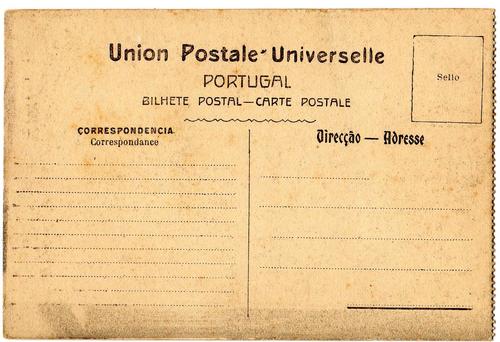 Union Postale-Universelle
PORTUGAL
BILHETE POSTAL—CARTE POSTALE
Sello
CORRESPONDENCIA
Correspondance
Direcção — Adresse